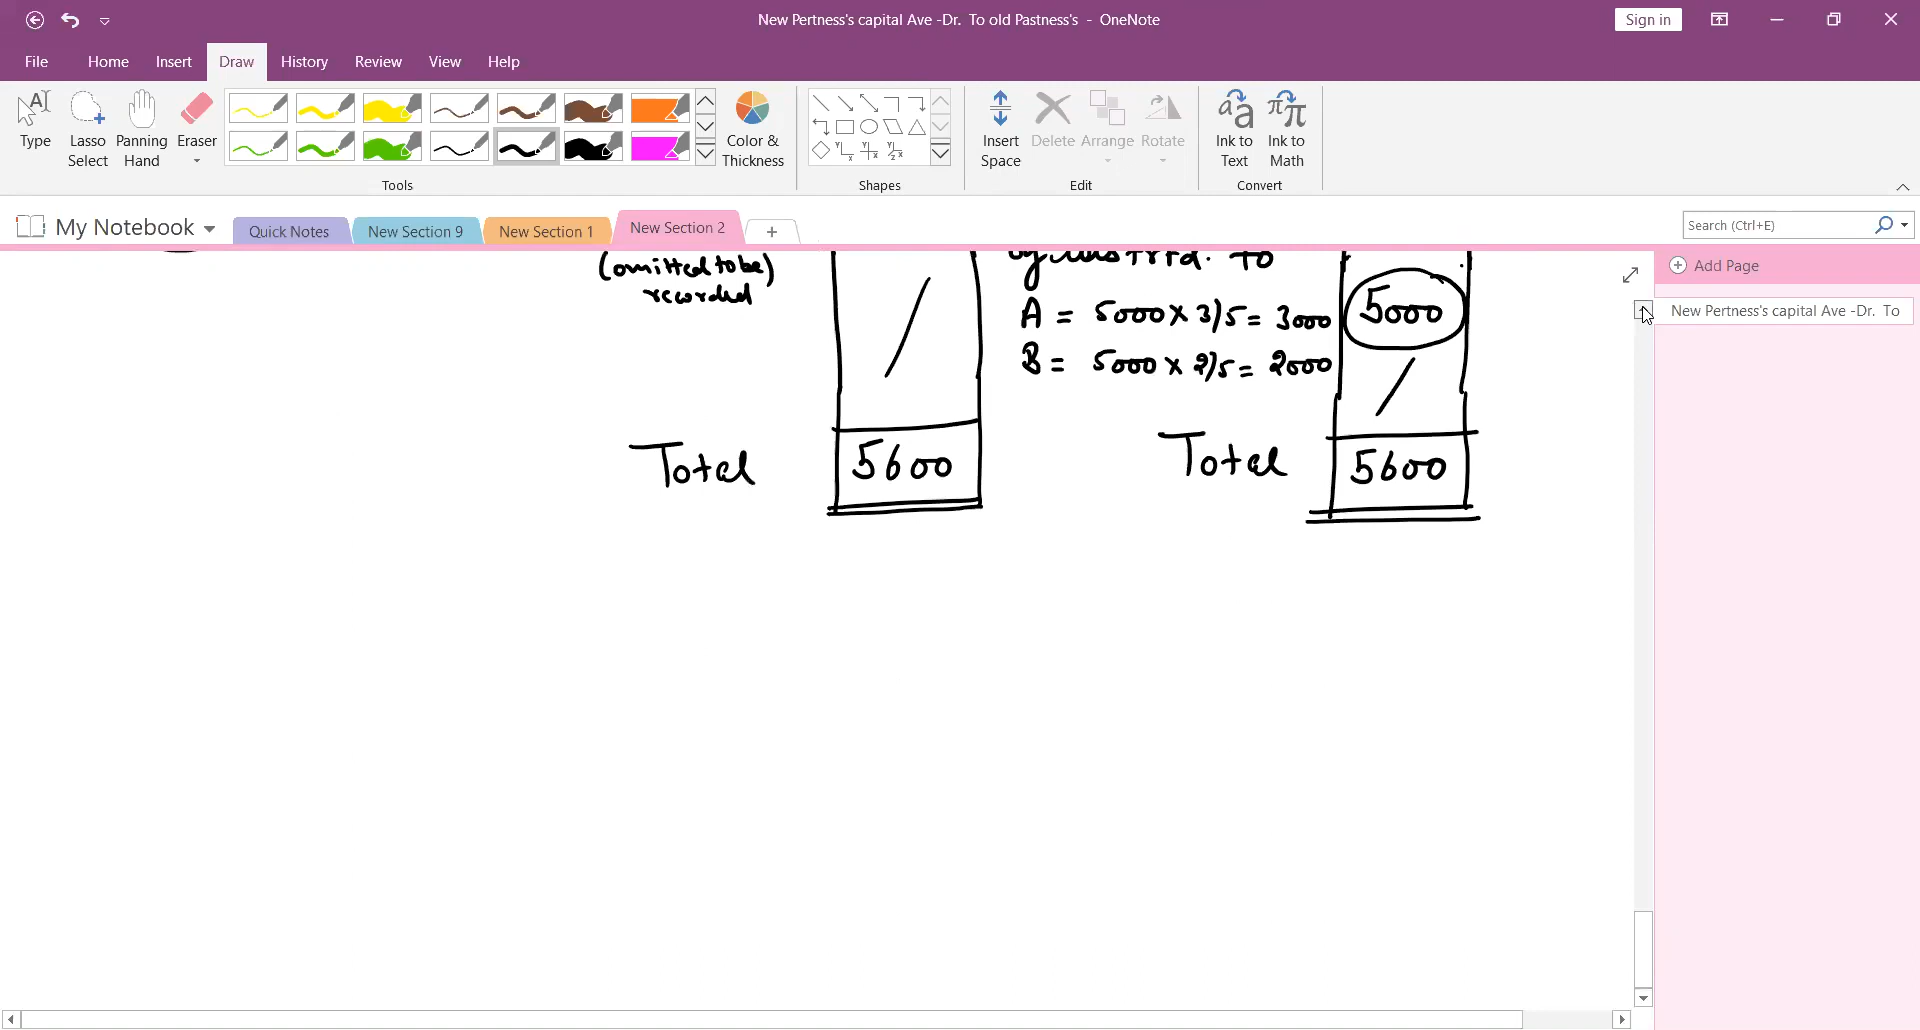 New Pertness's capital Ave -Dr. To old Pastness's - OneNote
Sign in
File Home Insert Draw History Review View Help
Type
Lasso Select
Panning Hand
Eraser
Color & Thickness
Insert Space
Delete
Arrange
Rotate
Ink to Text
Ink to Math
Tools
Shapes
Edit
Convert
My Notebook
Quick Notes
New Section 9
New Section 1
New Section 2
Search (Ctrl+E)
Add Page
New Pertness's capital Ave -Dr. To
(omitted to be)
recorded
to
A = 5000 x 3/5 = 3000
5000
B = 5000 x 2/5 = 2000
Total 5600
Total 5600